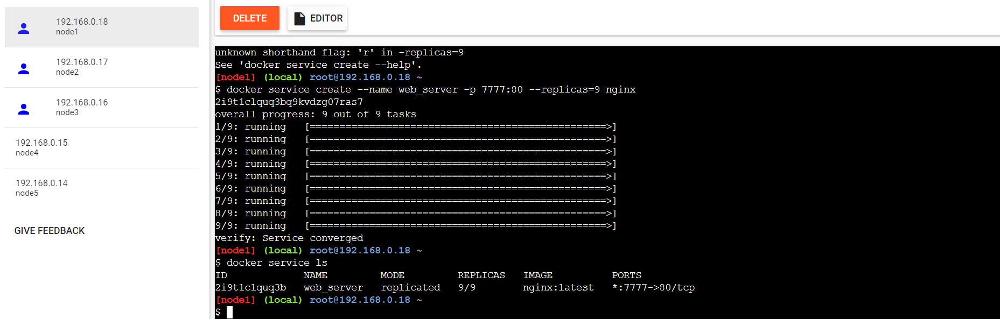 192.168.0.18
node1
192.168.0.17
node2
192.168.0.16
node3
192.168.0.15
node4
192.168.0.14
node5
GIVE FEEDBACK
DELETE
EDITOR
unknown shorthand flag: 'r' in -replicas=9
See 'docker service create --help'.
[node1] (local) root@192.168.0.18 ~
$ docker service create --name web_server -p 7777:80 --replicas=9 nginx
2i9t1clquq3bq9kvdzg07ras7
overall progress: 9 out of 9 tasks
1/9: running   [==================================================>]
2/9: running   [==================================================>]
3/9: running   [==================================================>]
4/9: running   [==================================================>]
5/9: running   [==================================================>]
6/9: running   [==================================================>]
7/9: running   [==================================================>]
8/9: running   [==================================================>]
9/9: running   [==================================================>]
verify: Service converged
[node1] (local) root@192.168.0.18 ~
$ docker service ls
ID             NAME         MODE         REPLICAS   IMAGE          PORTS
2i9t1clquq3b   web_server   replicated   9/9        nginx:latest   *:7777->80/tcp
[node1] (local) root@192.168.0.18 ~
$